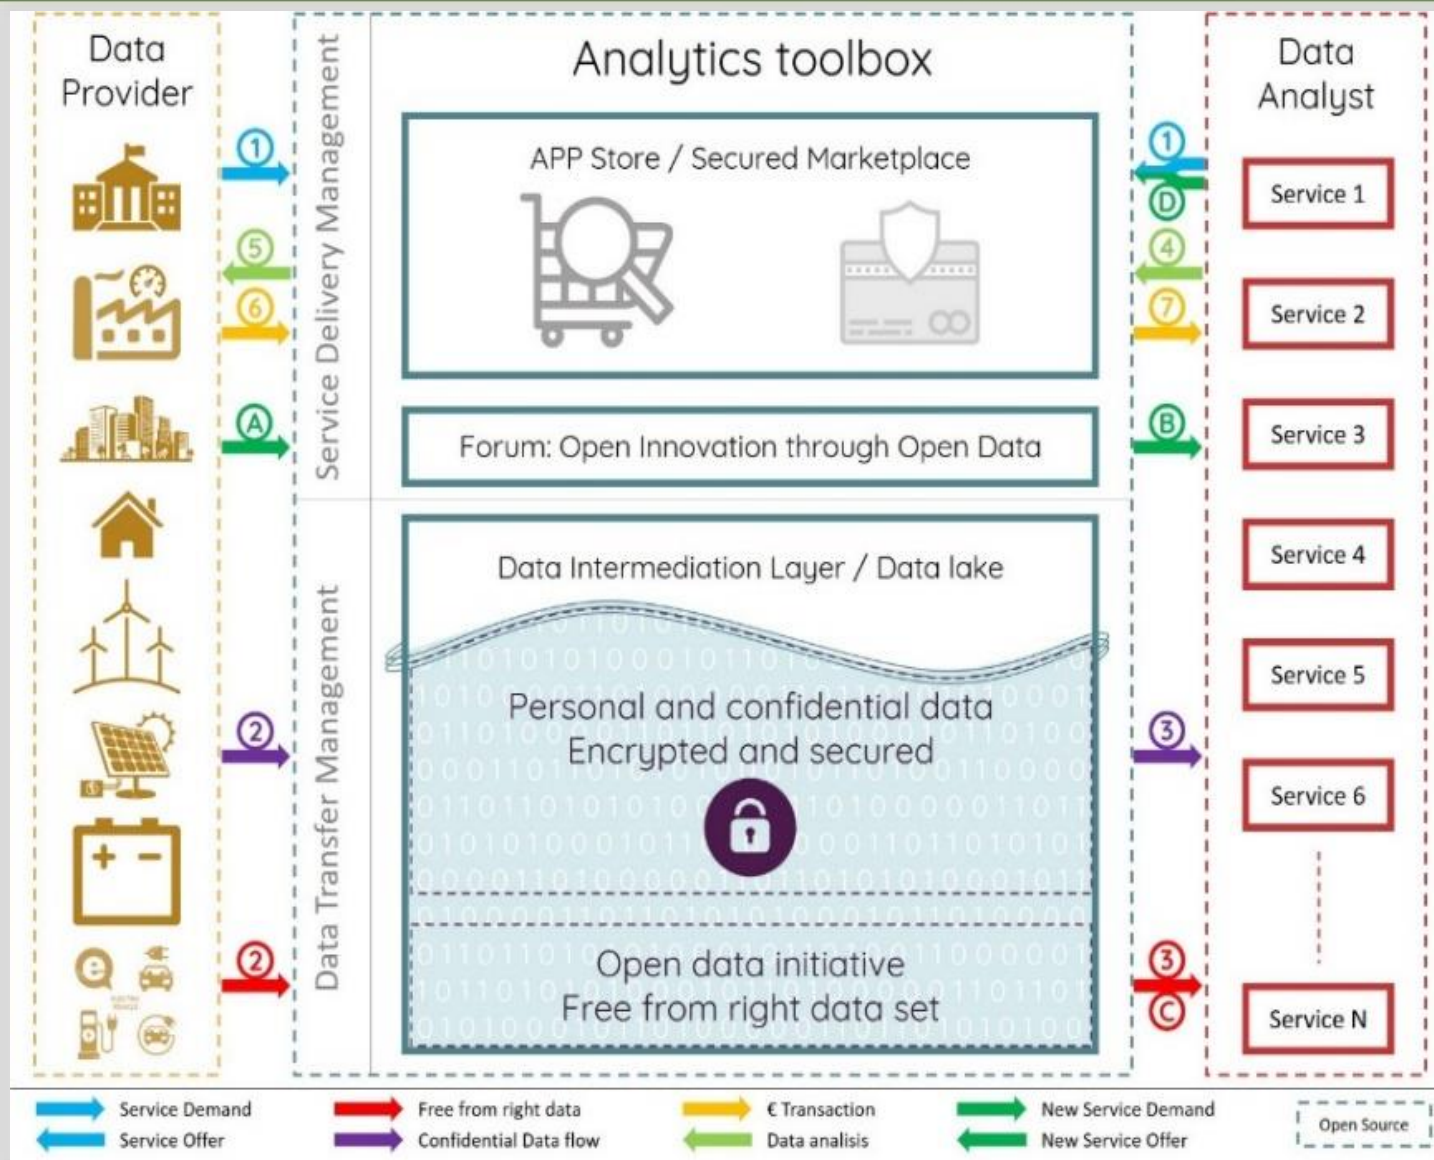 Data
Provider
1
5
6
A
2
2
Service Delivery Management
Data Transfer Management
Analytics toolbox
APP Store / Secured Marketplace
Forum: Open Innovation through Open Data
Data Intermediation Layer / Data lake
Personal and confidential data
Encrypted and secured
Open data initiative
Free from right data set
1
D
4
7
B
3
3
C
Data
Analyst
Service 1
Service 2
Service 3
Service 4
Service 5
Service 6
Service N
Service Demand
Service Offer
Free from right data
Confidential Data flow
€ Transaction
Data analisis
New Service Demand
New Service Offer
Open Source